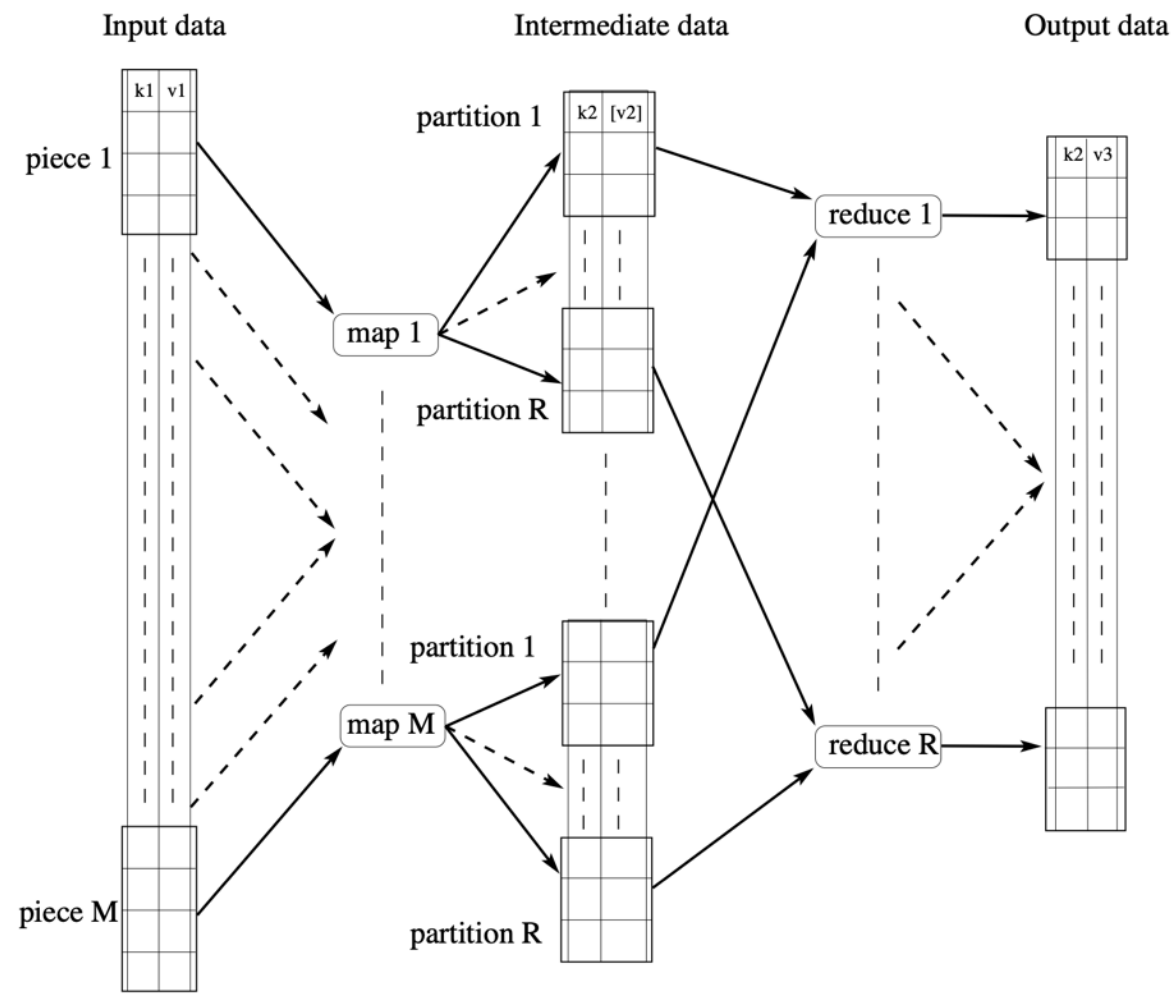 Input data
Intermediate data
Output data
k1 v1
piece 1
partition 1
k2 [v2]
k2 v3
reduce 1
map 1
partition R
partition 1
map M
reduce R
piece M
partition R